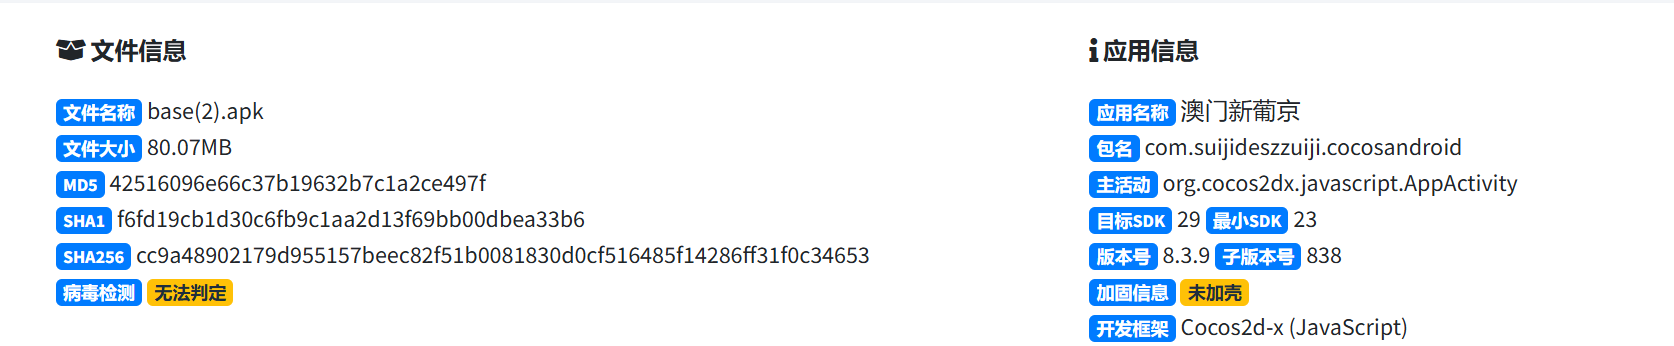 文件信息
文件名称 base(2).apk
文件大小 80.07MB
MD5 42516096e66c37b19632b7c1a2ce497f
SHA1 f6fd19cb1d30c6fb9c1aa2d13f69bb00dbea33b6
SHA256 cc9a48902179d955157beec82f51b0081830d0cf516485f14286ff31f0c34653
病毒检测 无法判定
应用信息
应用名称 澳门新葡京
包名 com.suijideszzuiji.cocosandroid
主活动 org.cocos2dx.javascript.AppActivity
目标SDK 29 最小SDK 23
版本号 8.3.9 子版本号 838
加固信息 未加壳
开发框架 Cocos2d-x (JavaScript)